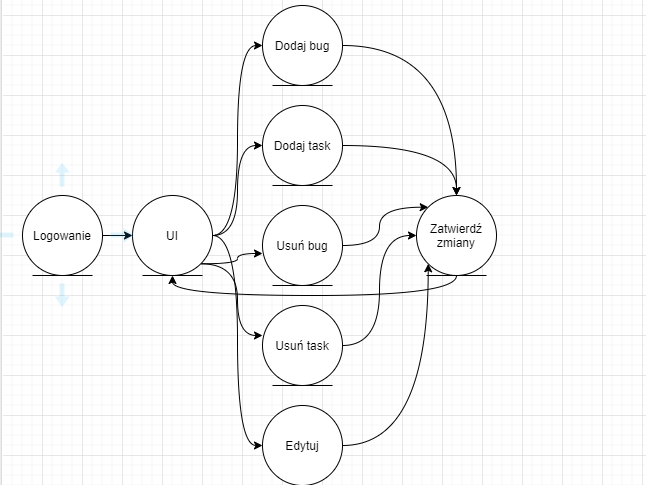 Dodaj bug
Dodaj task
Logowanie
UI
Usuń bug
Zatwierdź
zmiany
Usuń task
Edytuj